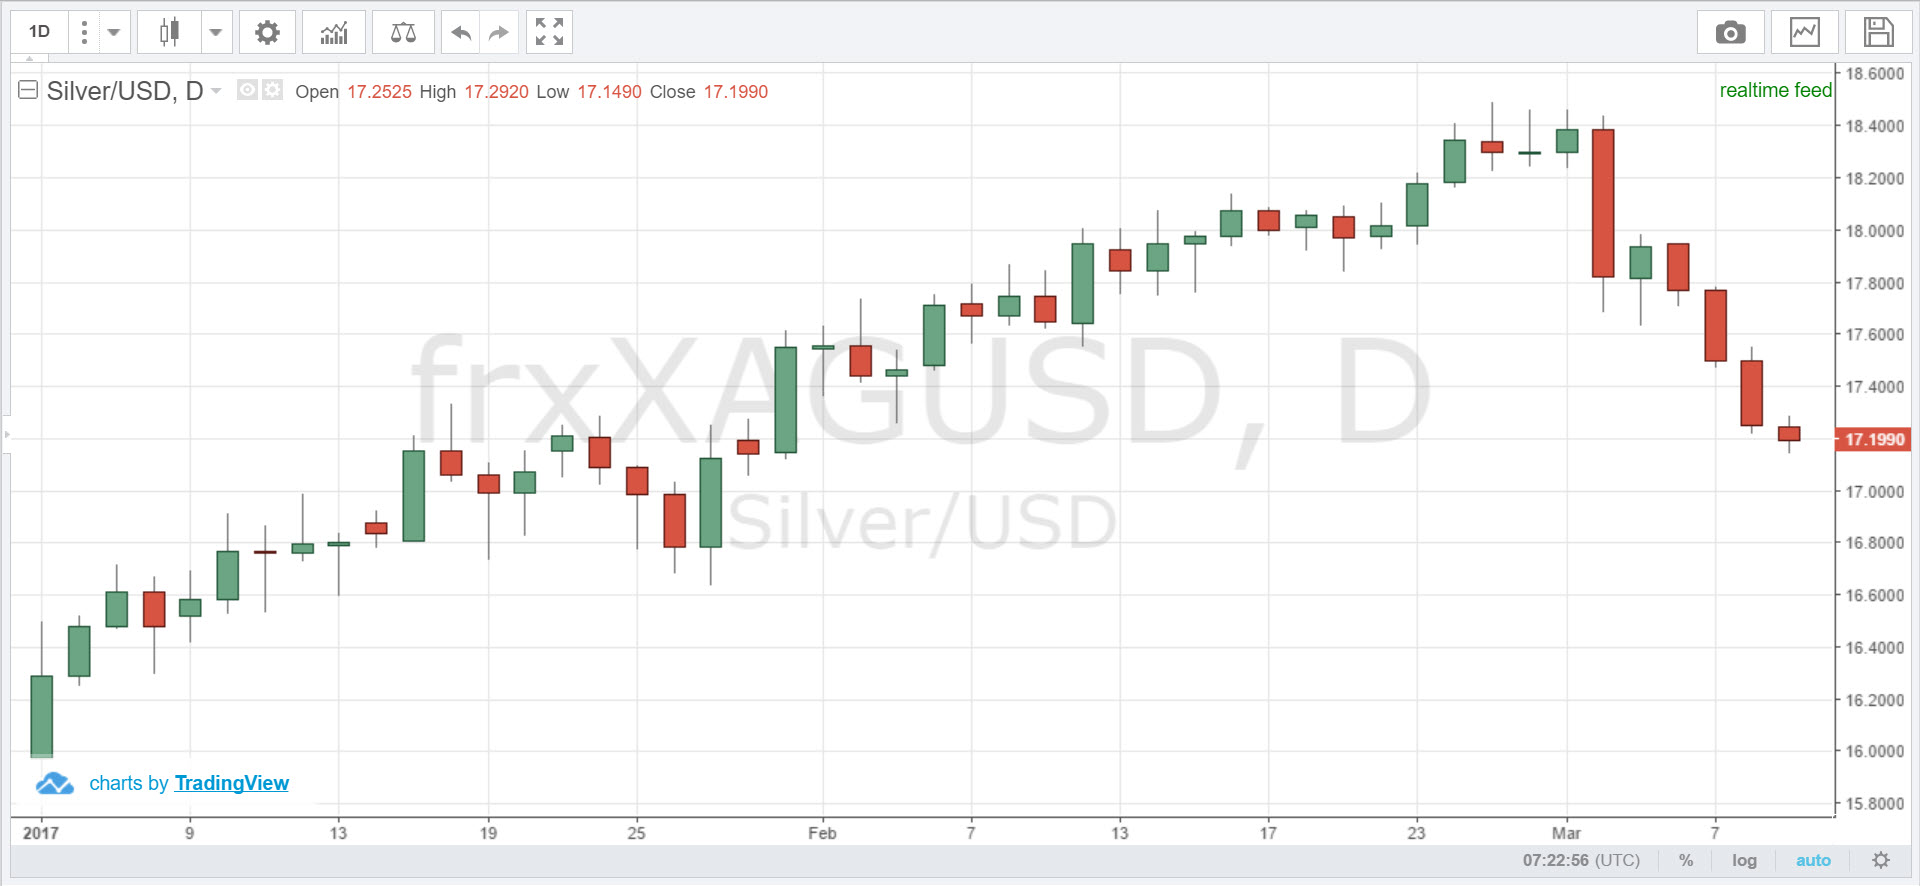 1D
Silver/USD, D Open 17.2525 High 17.2920 Low 17.1490 Close 17.1990
realtime feed
18.6000
18.4000
18.2000
18.0000
17.8000
17.6000
17.4000
17.1990
17.0000
16.8000
16.6000
16.4000
16.2000
16.0000
15.8000
frxXAGUSD, D
Silver/USD
charts by TradingView
2017 9 13 19 25 Feb 7 13 17 23 Mar 7
07:22:56 (UTC) % log auto